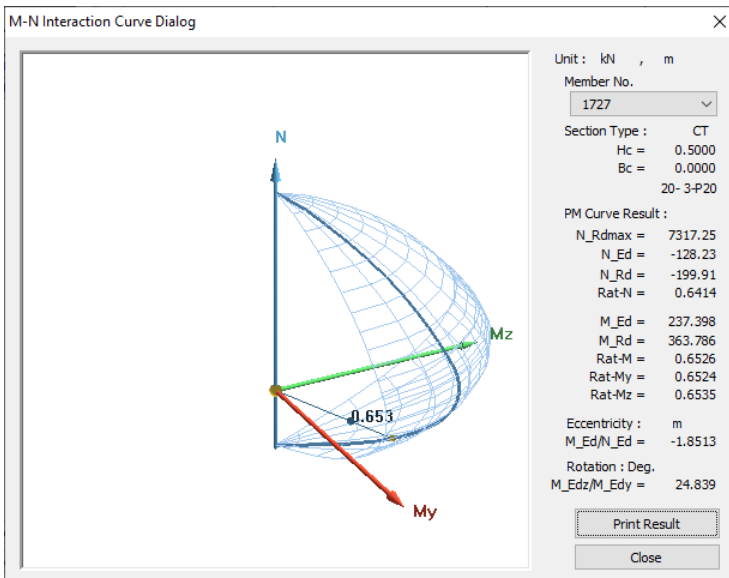 M-N Interaction Curve Dialog
N
Mz
0.653
My
Unit : kN , m
Member No.
1727
Section Type : CT
Hc = 0.5000
Bc = 0.0000
20- 3-P20
PM Curve Result :
N_Rdmax = 7317.25
N_Ed = -128.23
N_Rd = -199.91
Rat-N = 0.6414
M_Ed = 237.398
M_Rd = 363.786
Rat-M = 0.6526
Rat-My = 0.6524
Rat-Mz = 0.6535
Eccentricity : m
M_Ed/N_Ed = -1.8513
Rotation : Deg.
M_Edz/M_Edy = 24.839
Print Result
Close